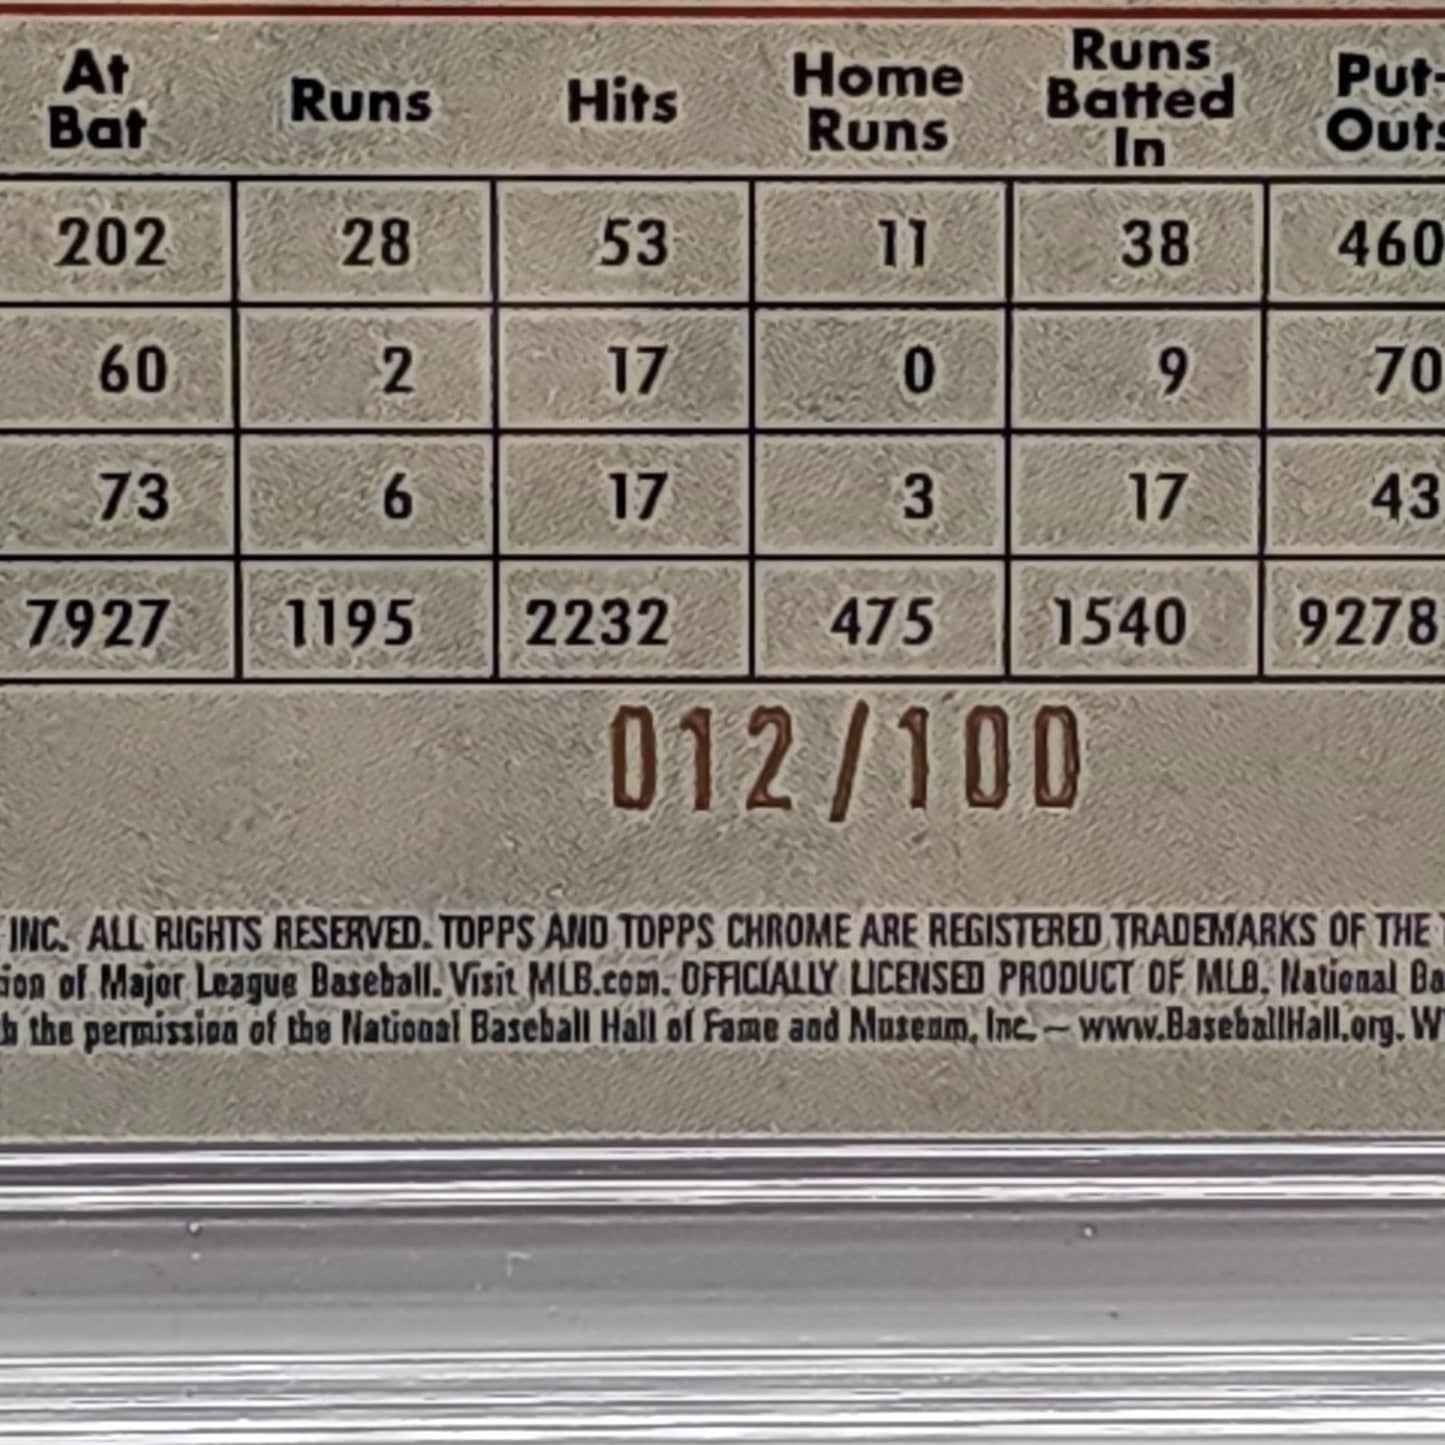 At Bat Runs Hits Home Runs Runs Batted In Put- Outs
202 28 53 11 38 460
60 2 17 0 9 70
73 6 17 3 17 43
7927 1195 2232 475 1540 9278
012/100
INC. ALL RIGHTS RESERVED. TOPPS AND TOPPS CHROME ARE REGISTERED TRADEMARKS OF THE
of Major League Baseball. Visit MLB.com. OFFICIALLY LICENSED PRODUCT OF MLB. National Ba
the permission of the National Baseball Hall of Fame and Museum, Inc. – www.BaseballHall.org. W